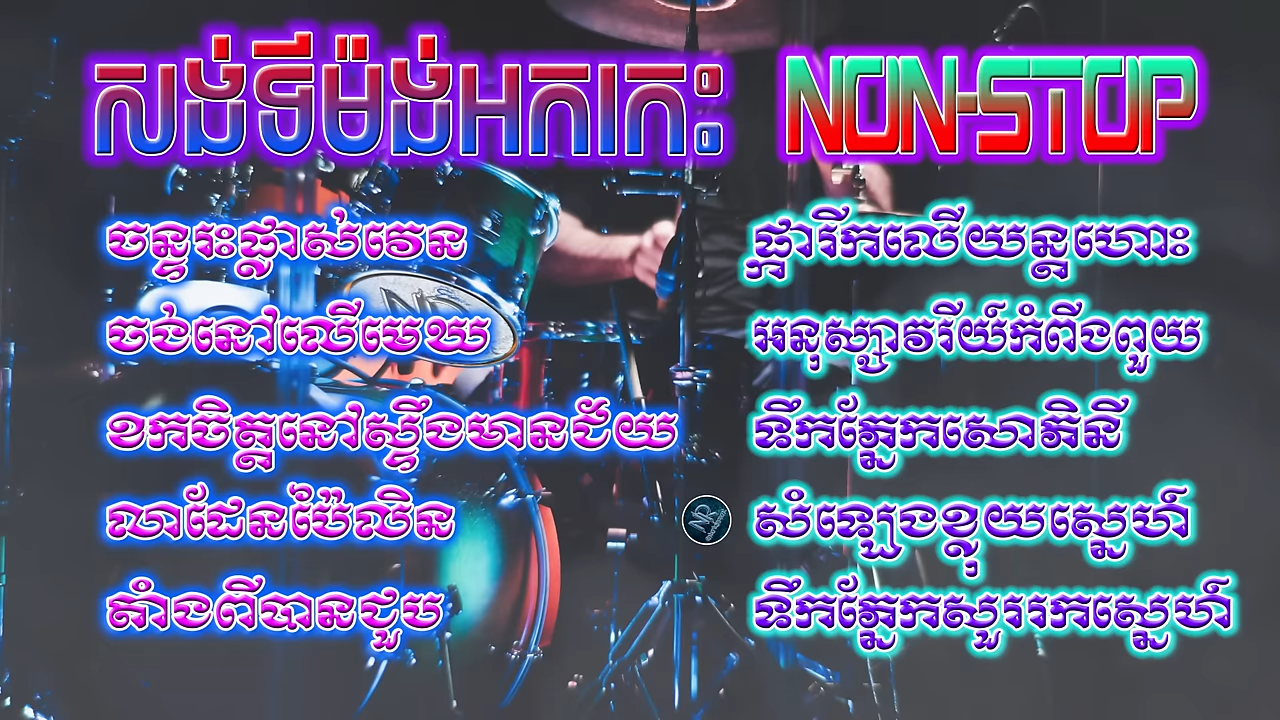 សង់ទីម៉ង់អកកេះ NON-STOP
ចន្ទរះផ្លាស់វេន
ចង់នៅលើមេឃ
ខកចិត្តនៅស្ទឹងមានជ័យ
លាដែនប៉ៃលិន
តាំងពីបានជួប
ផ្ការីកលើយន្តហោះ
អនុស្សាវរីយ៍កំពីងពួយ
ទឹកភ្នែកសោភិនី
សំឡេងខ្លុយស្នេហ៍
ទឹកភ្នែកសួររកស្នេហ៍
NP